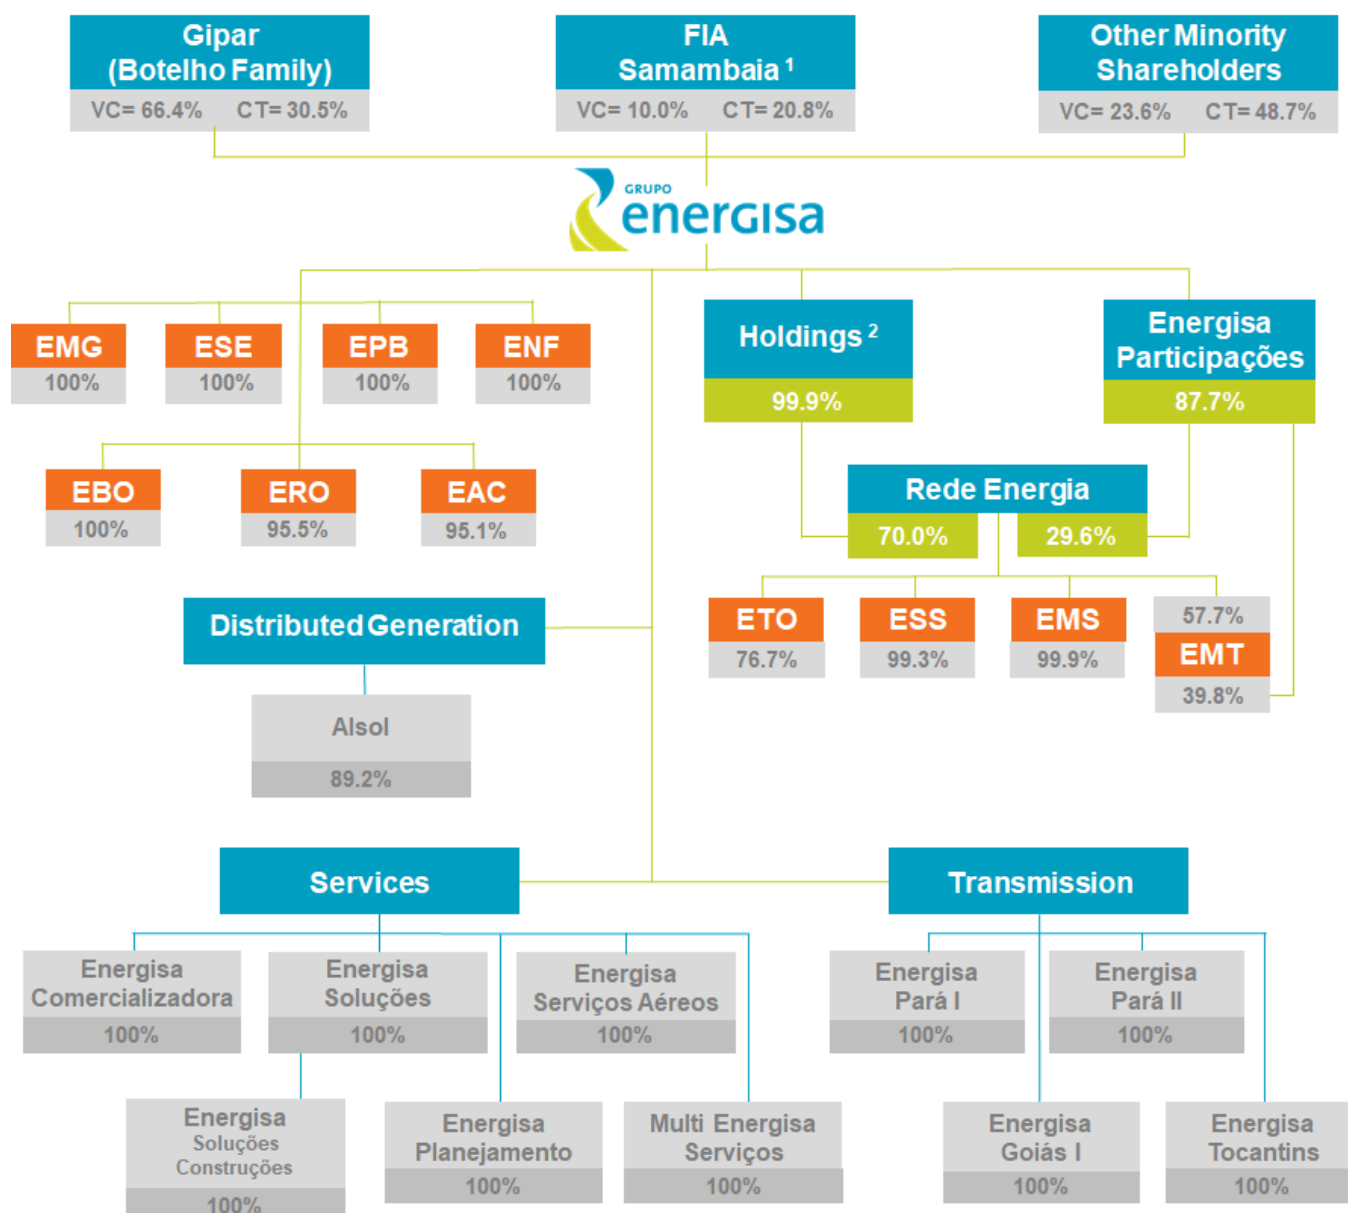 Gipar
(Botelho Family)
VC= 66.4% CT= 30.5%
FIA
Samambaia 1
VC= 10.0% CT= 20.8%
Other Minority
Shareholders
VC= 23.6% CT= 48.7%
GRUPO
energisa
EMG
100%
ESE
100%
EPB
100%
ENF
100%
Holdings 2
99.9%
Energisa
Participações
87.7%
EBO
100%
ERO
95.5%
EAC
95.1%
Rede Energia
70.0%
29.6%
ETO
76.7%
ESS
99.3%
EMS
99.9%
57.7%
EMT
39.8%
Distributed Generation
Alsol
89.2%
Services
Transmission
Energisa
Comercializadora
100%
Energisa
Soluções
100%
Energisa
Serviços Aéreos
100%
Energisa
Pará I
100%
Energisa
Pará II
100%
Energisa
Soluções
Construções
100%
Energisa
Planejamento
100%
Multi Energisa
Serviços
100%
Energisa
Goiás I
100%
Energisa
Tocantins
100%